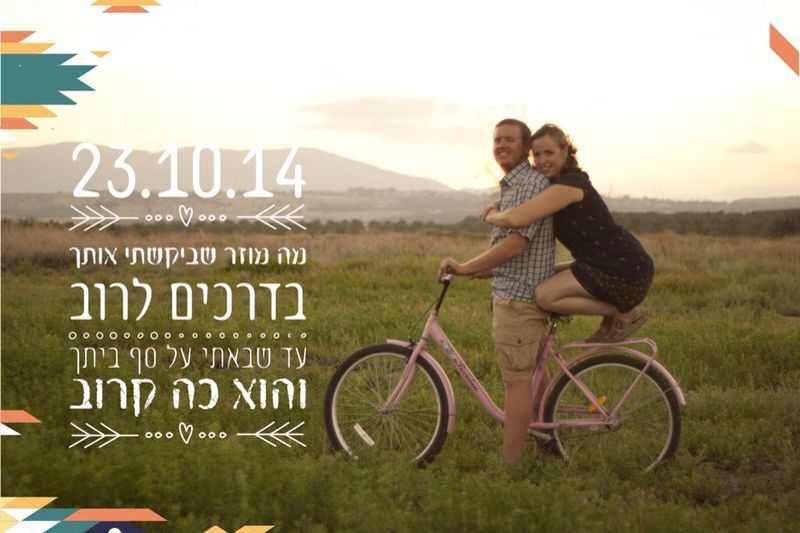 23.10.14
מה מוזר שביקשתי אותך
בדרכים לרוב
עד שבאתי על סף ביתך
והוא כה קרוב